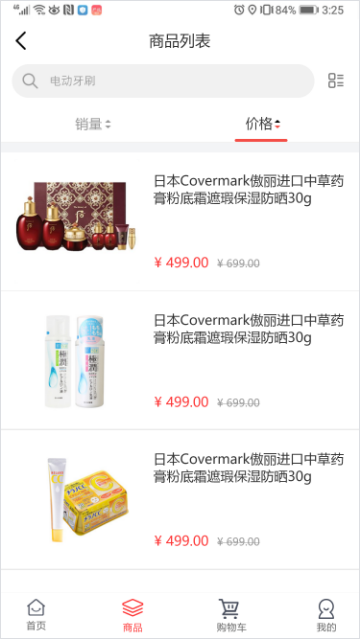 84% 3:25
商品列表
电动牙刷
销量 价格
日本Covermark傲丽进口中草药
膏粉底霜遮瑕保湿防晒30g
¥ 499.00 ¥ 699.00
日本Covermark傲丽进口中草药
膏粉底霜遮瑕保湿防晒30g
¥ 499.00 ¥ 699.00
極潤
日本Covermark傲丽进口中草药
膏粉底霜遮瑕保湿防晒30g
¥ 499.00 ¥ 699.00
首页 商品 购物车 我的